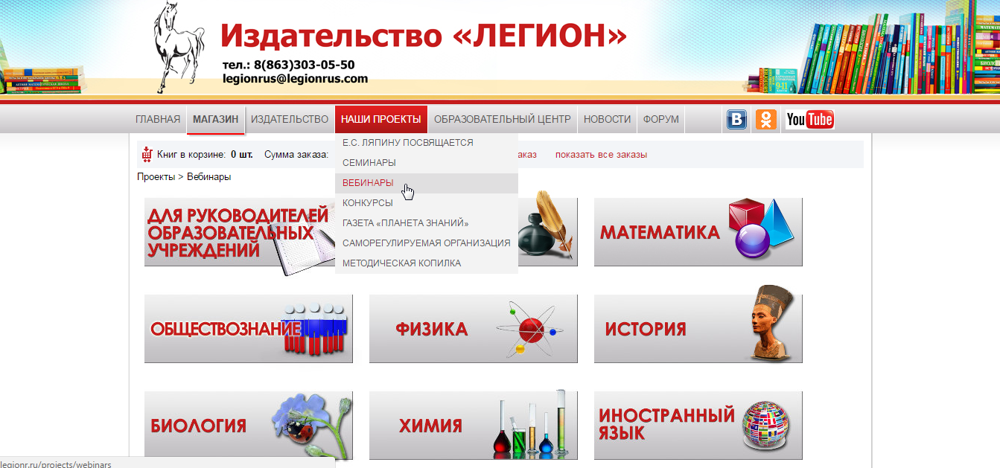 Издательство «ЛЕГИОН»
тел.: 8(863)303-05-50
legionrus@legionrus.com
ГЛАВНАЯ МАГАЗИН ИЗДАТЕЛЬСТВО НАШИ ПРОЕКТЫ ОБРАЗОВАТЕЛЬНЫЙ ЦЕНТР НОВОСТИ ФОРУМ B You Tube
Е.С. ЛЯПИНУ ПОСВЯЩАЕТСЯ
Книг в корзине: 0 шт. Сумма заказа: аказ показать все заказы
СЕМИНАРЫ
Проекты > Вебинары
ВЕБИНАРЫ
КОНКУРСЫ
ГАЗЕТА «ПЛАНЕТА ЗНАНИЙ»
САМОРЕГУЛИРУЕМАЯ ОРГАНИЗАЦИЯ
МЕТОДИЧЕСКАЯ КОПИЛКА
ДЛЯ РУКОВОДИТЕЛЕЙ
ОБРАЗОВАТЕЛЬНЫХ
УЧРЕЖДЕНИЙ
МАТЕМАТИКА
ОБЩЕСТВОЗНАНИЕ
ФИЗИКА
ИСТОРИЯ
БИОЛОГИЯ
ХИМИЯ
ИНОСТРАННЫЙ
ЯЗЫК
legionr.ru/projects/webinars